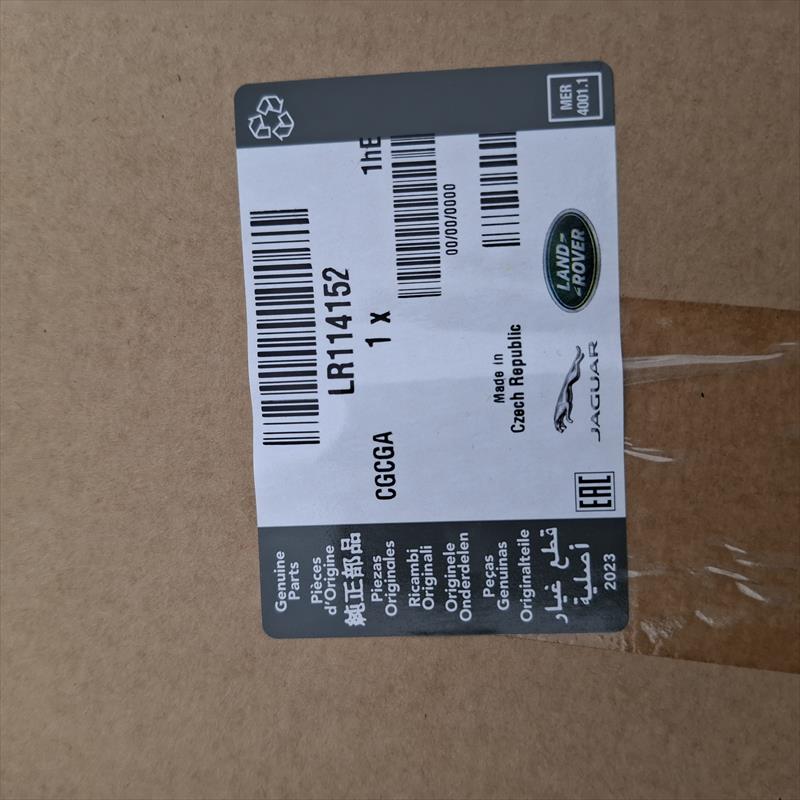 Genuine
Parts
Pièces
d'Origine
純正部品
Piezas
Originales
Ricambi
Originali
Originele
Onderdelen
Peças
Genuinas
Originalteile
قطع غيار
أصلية
2023
LR114152
CGCGA
1 x
1hE
00/00/0000
Made in
Czech Republic
EAC
JAGUAR
LAND-
ROVER
MER
4001.1